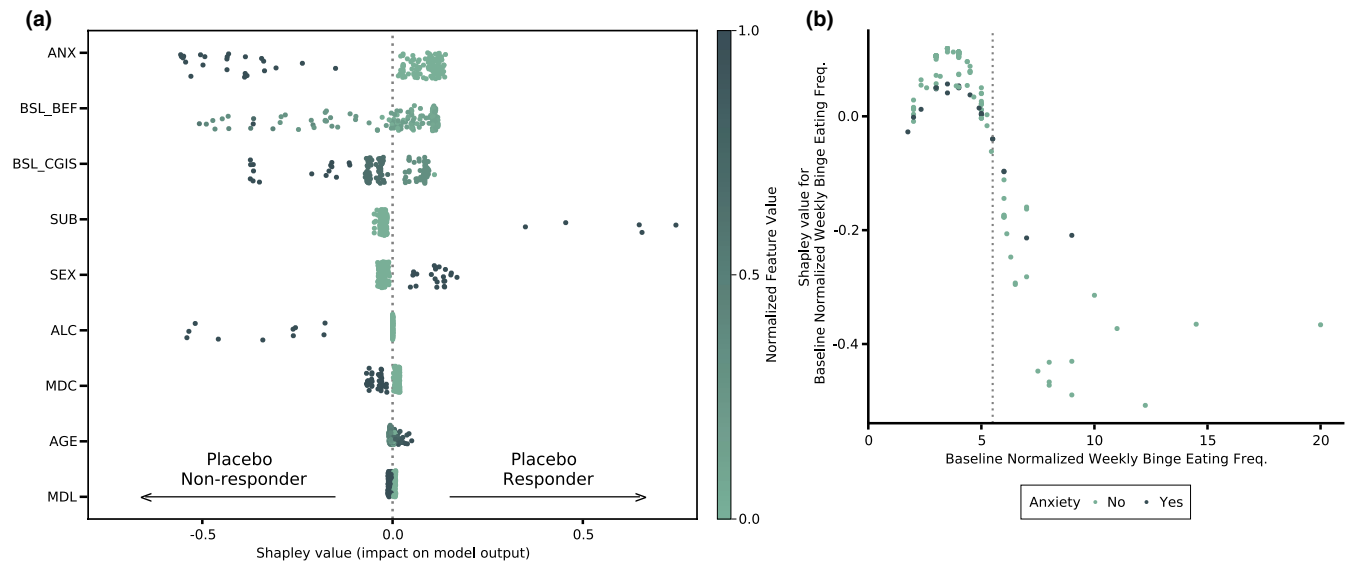 (a)
ANX
BSL_BEF
BSL_CGIS
SUB
SEX
ALC
MDC
AGE
MDL
Placebo
Non-responder
Placebo
Responder
-0.5
0.0
0.5
Shapley value (impact on model output)
1.0
0.5
0.0
Normalized Feature Value
(b)
0.0
-0.2
-0.4
Shapley value for
Baseline Normalized Weekly Binge Eating Freq.
0
5
10
15
20
Baseline Normalized Weekly Binge Eating Freq.
Anxiety No Yes